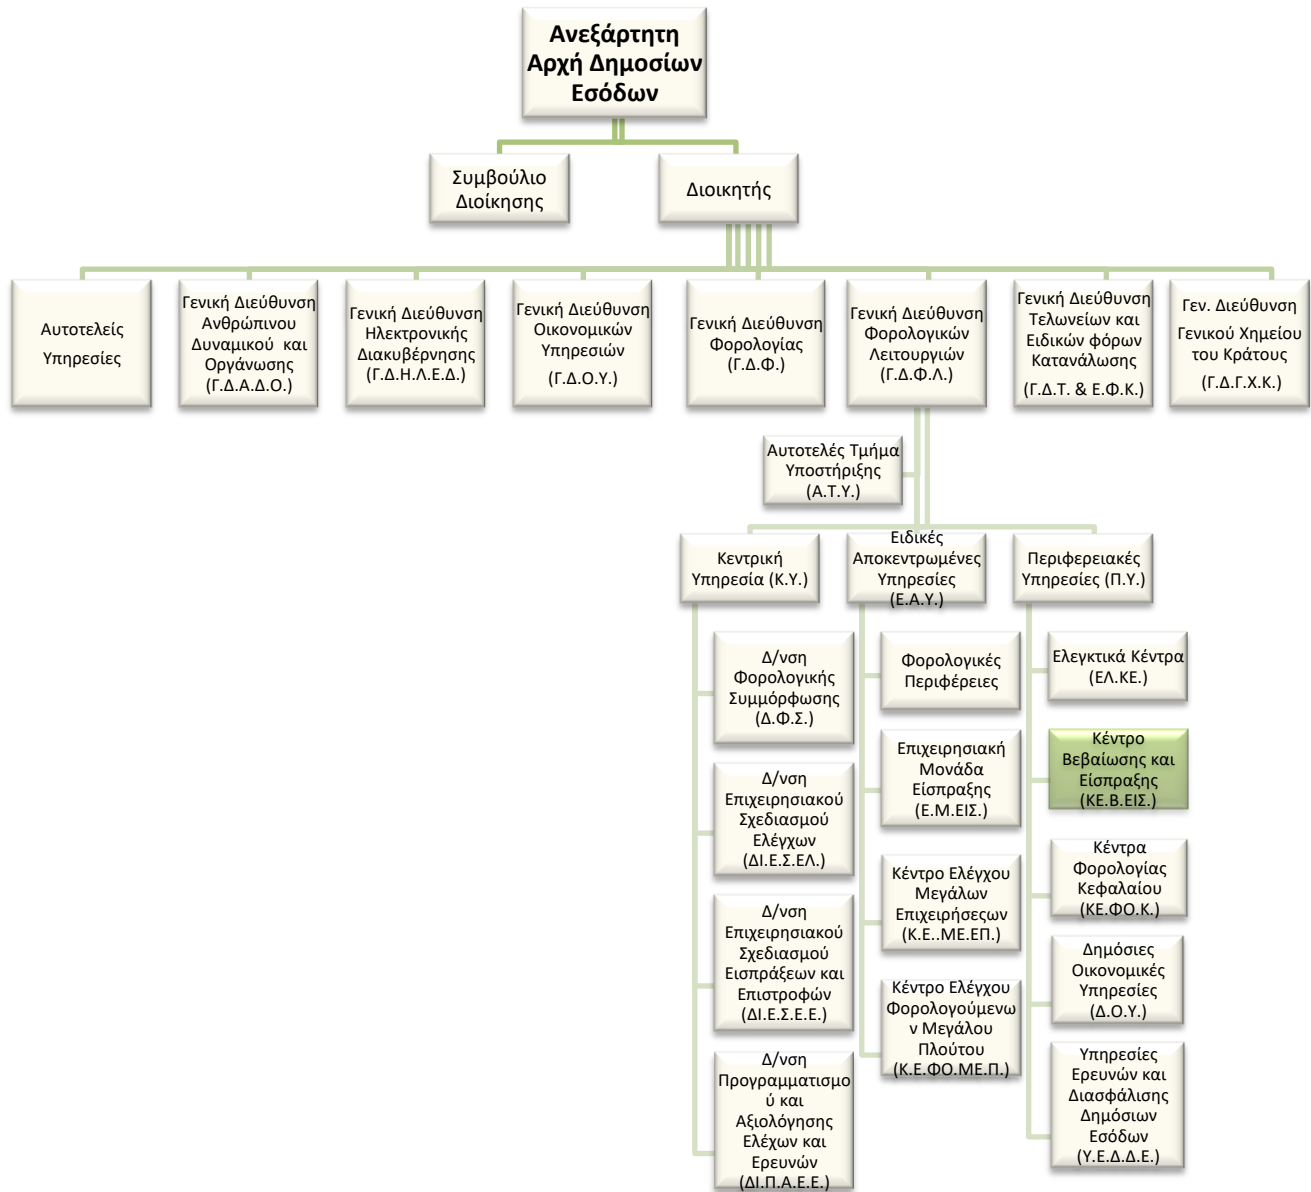 Ανεξάρτητη
Αρχή Δημοσίων
Εσόδων
Συμβούλιο
Διοίκησης
Διοικητής
Αυτοτελείς
Υπηρεσίες
Γενική Διεύθυνση
Ανθρώπινου
Δυναμικού και
Οργάνωσης
(Γ.Δ.Α.Δ.Ο.)
Γενική Διεύθυνση
Ηλεκτρονικής
Διακυβέρνησης
(Γ.Δ.Η.Λ.Ε.Δ.)
Γενική Διεύθυνση
Οικονομικών
Υπηρεσιών
(Γ.Δ.Ο.Υ.)
Γενική Διεύθυνση
Φορολογίας
(Γ.Δ.Φ.)
Γενική Διεύθυνση
Φορολογικών
Λειτουργιών
(Γ.Δ.Φ.Λ.)
Γενική Διεύθυνση
Τελωνείων και
Ειδικών φόρων
Κατανάλωσης
(Γ.Δ.Τ. & Ε.Φ.Κ.)
Γεν. Διεύθυνση
Γενικού Χημείου
του Κράτους
(Γ.Δ.Γ.Χ.Κ.)
Αυτοτελές Τμήμα
Υποστήριξης
(Α.Τ.Υ.)
Κεντρική
Υπηρεσία (Κ.Υ.)
Ειδικές
Αποκεντρωμένες
Υπηρεσίες
(Ε.Α.Υ.)
Περιφερειακές
Υπηρεσίες (Π.Υ.)
Δ/νση
Φορολογικής
Συμμόρφωσης
(Δ.Φ.Σ.)
Δ/νση
Επιχειρησιακού
Σχεδιασμού
Ελέγχων
(ΔΙ.Ε.Σ.ΕΛ.)
Δ/νση
Επιχειρησιακού
Σχεδιασμού
Εισπράξεων και
Επιστροφών
(ΔΙ.Ε.Σ.Ε.Ε.)
Δ/νση
Προγραμματισμο
ύ και
Αξιολόγησης
Ελέχων και
Ερευνών
(ΔΙ.Π.Α.Ε.Ε.)
Φορολογικές
Περιφέρειες
Επιχειρησιακή
Μονάδα
Είσπραξης
(Ε.Μ.ΕΙΣ.)
Κέντρο Ελέγχου
Μεγάλων
Επιχειρήσεςων
(Κ.Ε..ΜΕ.ΕΠ.)
Κέντρο Ελέγχου
Φορολογούμενω
ν Μεγάλου
Πλούτου
(Κ.Ε.ΦΟ.ΜΕ.Π.)
Ελεγκτικά Κέντρα
(ΕΛ.ΚΕ.)
Κέντρο
Βεβαίωσης και
Είσπραξης
(ΚΕ.Β.ΕΙΣ.)
Κέντρα
Φορολογίας
Κεφαλαίου
(ΚΕ.ΦΟ.Κ.)
Δημόσιες
Οικονομικές
Υπηρεσίες
(Δ.Ο.Υ.)
Υπηρεσίες
Ερευνών και
Διασφάλισης
Δημόσιων
Εσόδων
(Υ.Ε.Δ.Δ.Ε.)